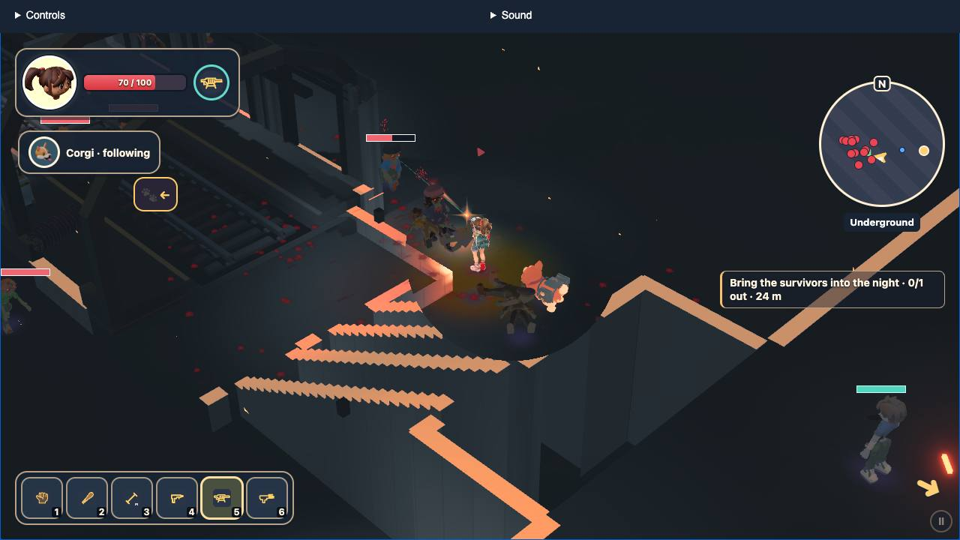 Controls
Sound
70 / 100
N
Corgi · following
Underground
Bring the survivors into the night · 0/1
out · 24 m
1
2
3
4
5
6